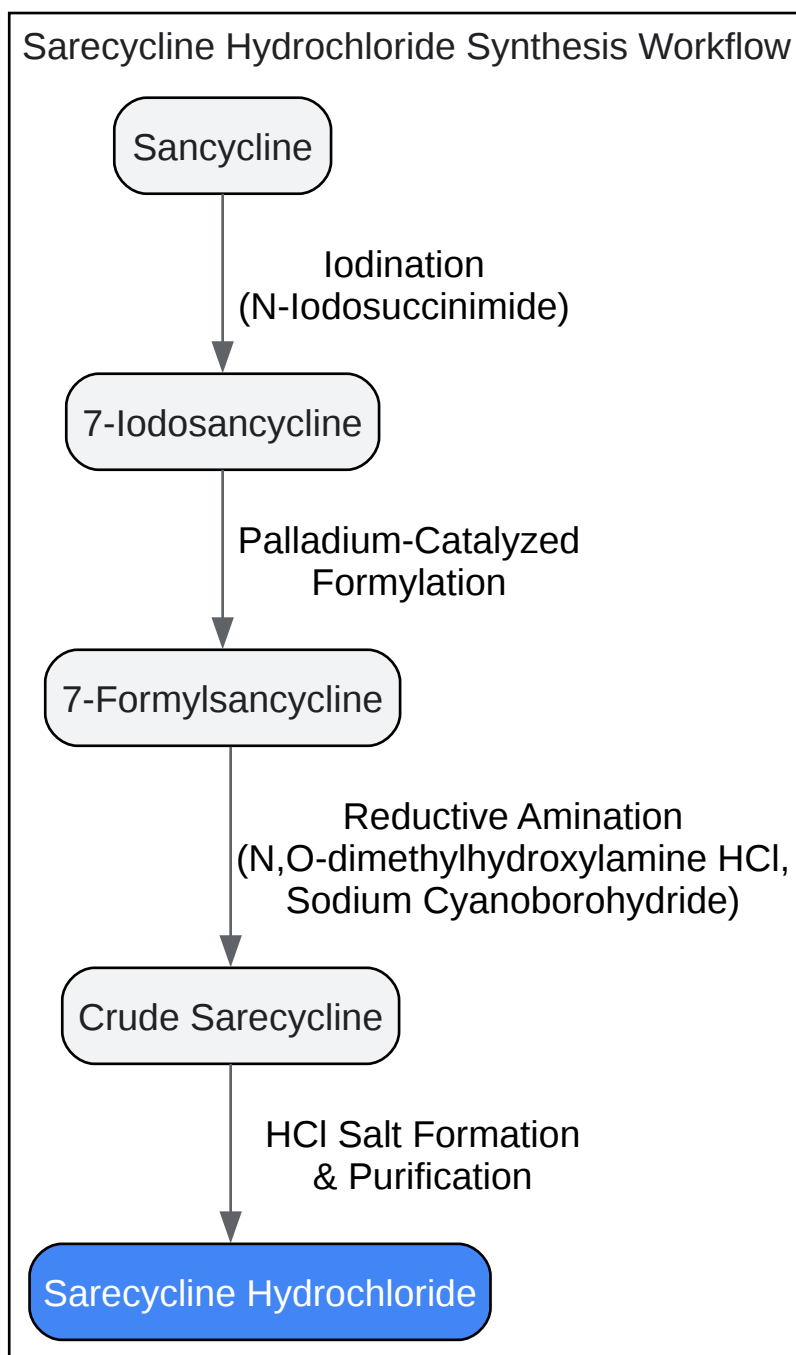 Sarecycline Hydrochloride Synthesis Workflow
Sancycline
Iodination
(N-Iodosuccinimide)
7-Iodosancycline
Palladium-Catalyzed
Formylation
7-Formylsancycline
Reductive Amination
(N,O-dimethylhydroxylamine HCl,
Sodium Cyanoborohydride)
Crude Sarecycline
HCl Salt Formation
& Purification
Sarecycline Hydrochloride